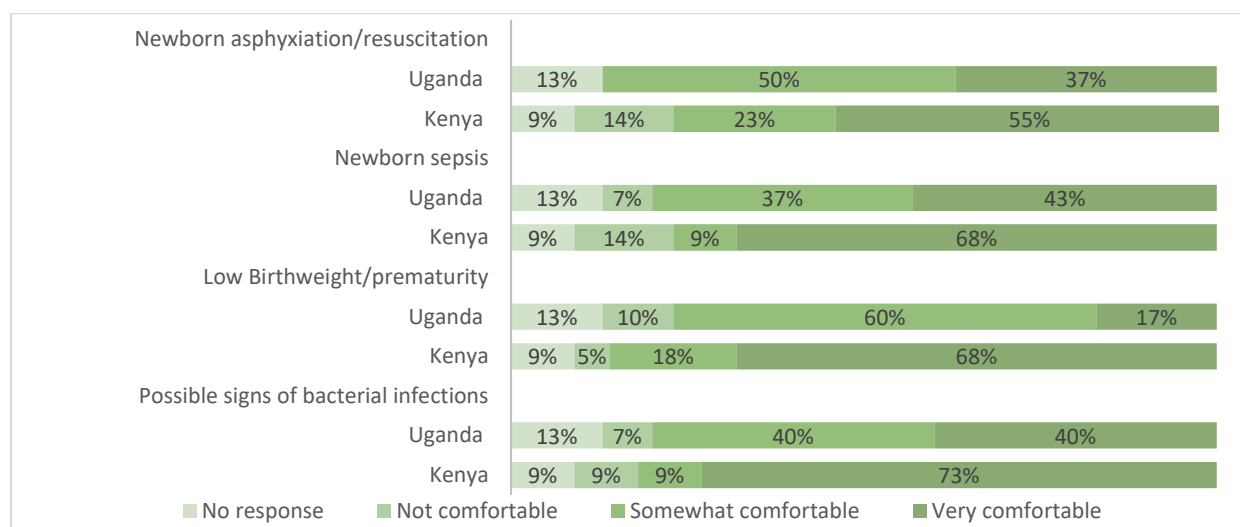 Newborn asphyxiation/resuscitation
Uganda 13% 50% 37%
Kenya 9% 14% 23% 55%
Newborn sepsis
Uganda 13% 7% 37% 43%
Kenya 9% 14% 9% 68%
Low Birthweight/prematurity
Uganda 13% 10% 60% 17%
Kenya 9% 5% 18% 68%
Possible signs of bacterial infections
Uganda 13% 7% 40% 40%
Kenya 9% 9% 9% 73%
No response Not comfortable Somewhat comfortable Very comfortable